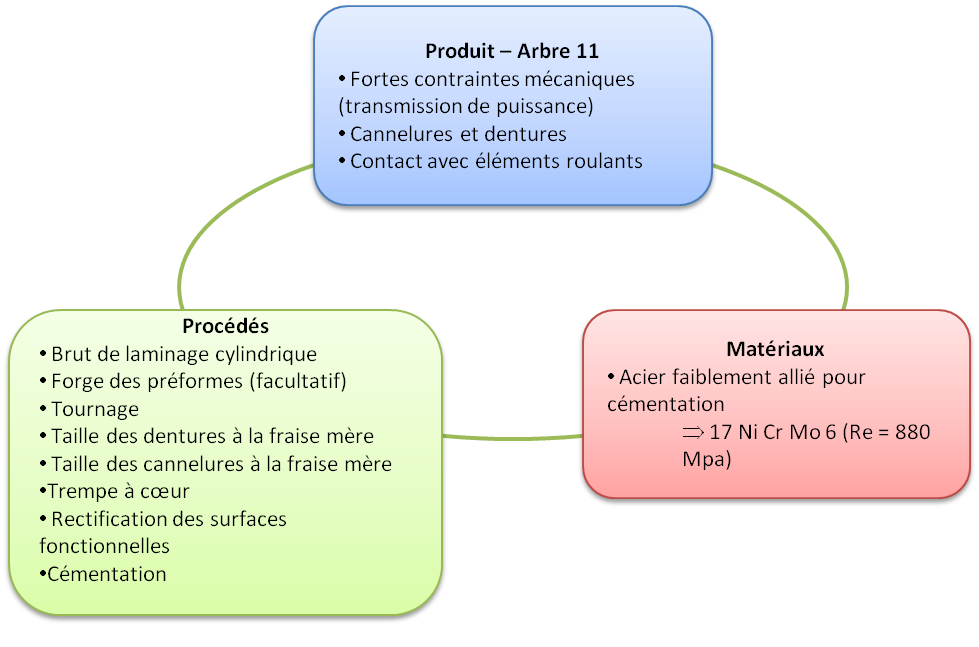 Produit – Arbre 11
• Fortes contraintes mécaniques
(transmission de puissance)
• Cannelures et dentures
• Contact avec éléments roulants
Procédés
• Brut de laminage cylindrique
• Forge des préformes (facultatif)
• Tournage
• Taille des dentures à la fraise mère
• Taille des cannelures à la fraise mère
•Trempe à cœur
• Rectification des surfaces
fonctionnelles
•Cémentation
Matériaux
• Acier faiblement allié pour
cémentation
⇒ 17 Ni Cr Mo 6 (Re = 880
Mpa)